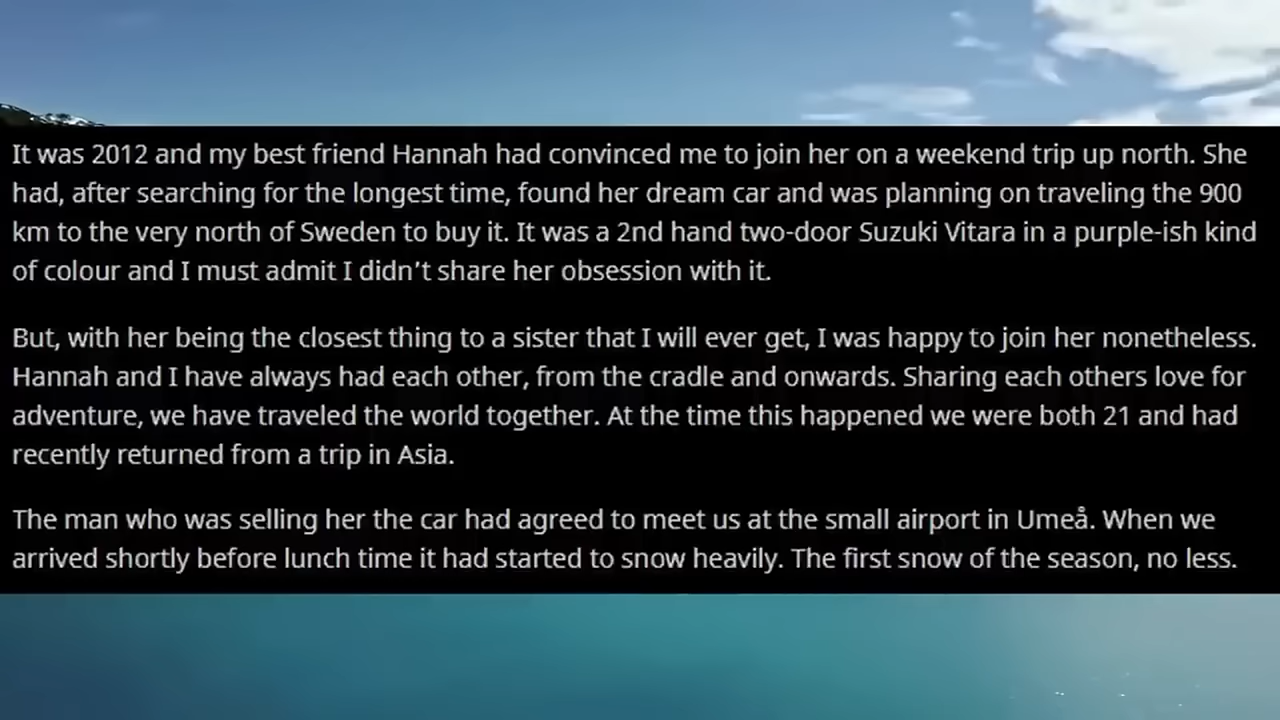 It was 2012 and my best friend Hannah had convinced me to join her on a weekend trip up north. She
had, after searching for the longest time, found her dream car and was planning on traveling the 900
km to the very north of Sweden to buy it. It was a 2nd hand two-door Suzuki Vitara in a purple-ish kind
of colour and I must admit I didn't share her obsession with it.
But, with her being the closest thing to a sister that I will ever get, I was happy to join her nonetheless.
Hannah and I have always had each other, from the cradle and onwards. Sharing each others love for
adventure, we have traveled the world together. At the time this happened we were both 21 and had
recently returned from a trip in Asia.
The man who was selling her the car had agreed to meet us at the small airport in Umeå. When we
arrived shortly before lunch time it had started to snow heavily. The first snow of the season, no less.